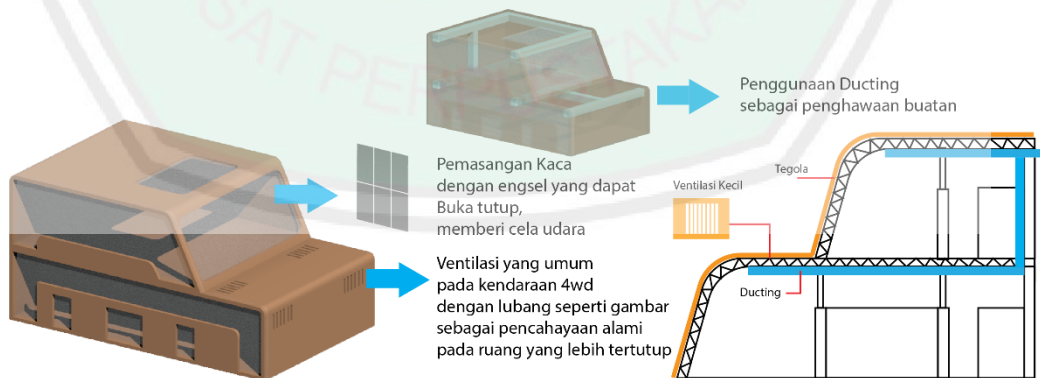 SAT PERPUSTAKAA
Penggunaan Ducting
sebagai penghawaan buatan
Pemasangan Kaca
dengan engsel yang dapat
Buka tutup,
memberi cela udara
Ventilasi yang umum
pada kendaraan 4wd
dengan lubang seperti gambar
sebagai pencahayaan alami
pada ruang yang lebih tertutup
Tegola
Ventilasi Kecil
Ducting